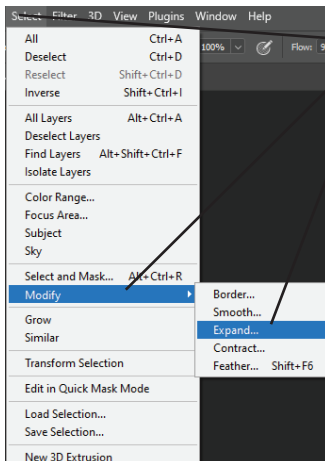 Select Filter 3D View Plugins Window Help
100% Flow: 9
All Ctrl+A
Deselect Ctrl+D
Reselect Shift+Ctrl+D
Inverse Shift+Ctrl+I
All Layers Alt+Ctrl+A
Deselect Layers
Find Layers Alt+Shift+Ctrl+F
Isolate Layers
Color Range...
Focus Area...
Subject
Sky
Select and Mask... Alt+Ctrl+R
Modify
Border...
Smooth...
Expand...
Contract...
Feather... Shift+F6
Grow
Similar
Transform Selection
Edit in Quick Mask Mode
Load Selection...
Save Selection...
New 3D Extrusion